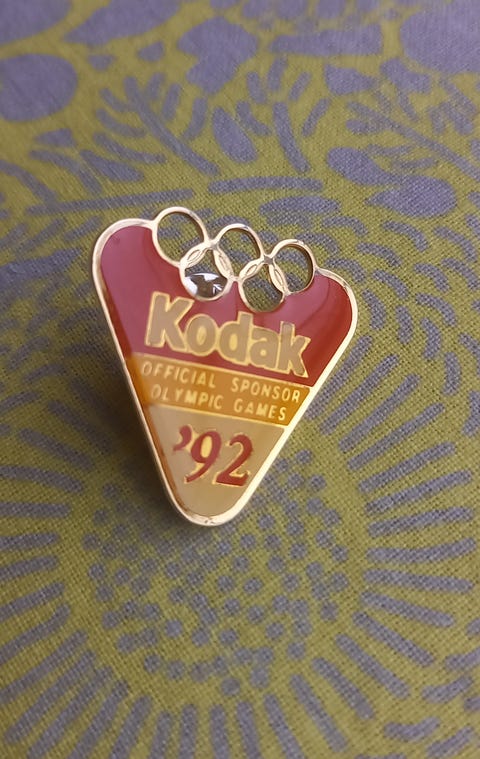 Kodak
OFFICIAL SPONSOR
OLYMPIC GAMES
'92